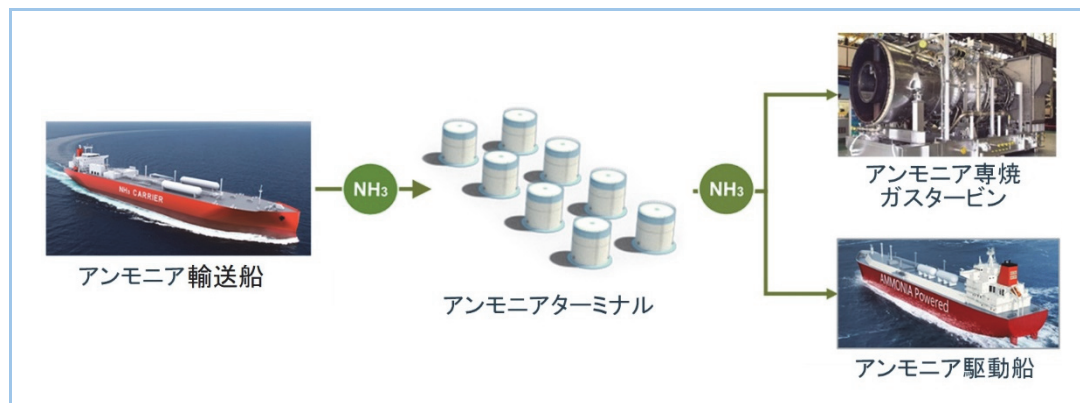 NH₃ CARRIER
アンモニア輸送船
NH₃
アンモニアターミナル
NH₃
アンモニア専焼
ガスタービン
AMMONIA Powered
アンモニア駆動船